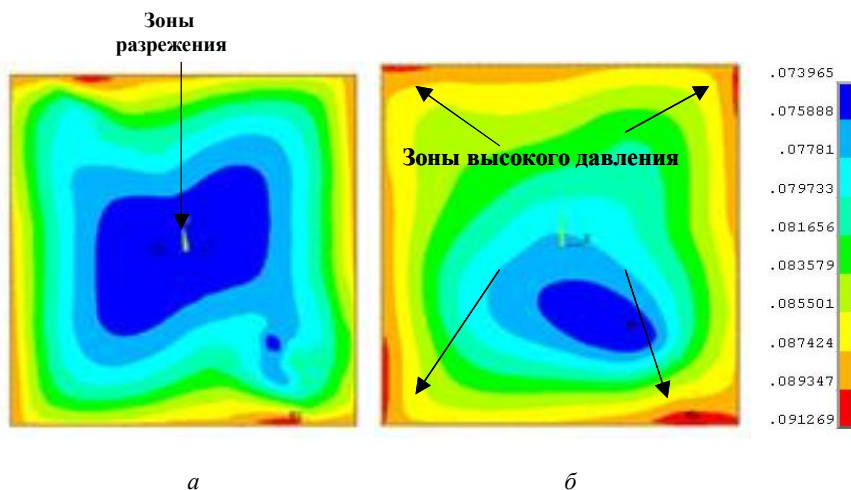 Зоны
разрежения
Зоны высокого давления
.073965
.075888
.07781
.079733
.081656
.083579
.085501
.087424
.089347
.091269
а
б